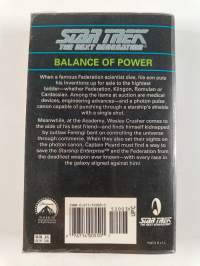 STAR TREK
THE NEXT GENERATION
BALANCE OF POWER
When a famous Federation scientist dies, his son puts
his inventions up for sale to the highest
bidder—whether Federation, Klingon, Romulan or
Cardassian. Among the items at auction are medical
devices, engineering advances—and a photon pulse
canon capable of punching through a starship's shields
with a single shot.
Meanwhile, at the Academy, Wesley Crusher comes
to the side of his best friend—and finds himself kidnapped
by outlaw Ferengi bent on controlling the universe
through commerce. When they also set their sights on
the photon canon, Captain Picard must find a way to
save the Starship Enterprise and the Federation from
the deadliest weapon ever known—with every race in
the galaxy aligned against him!
STAR TREK